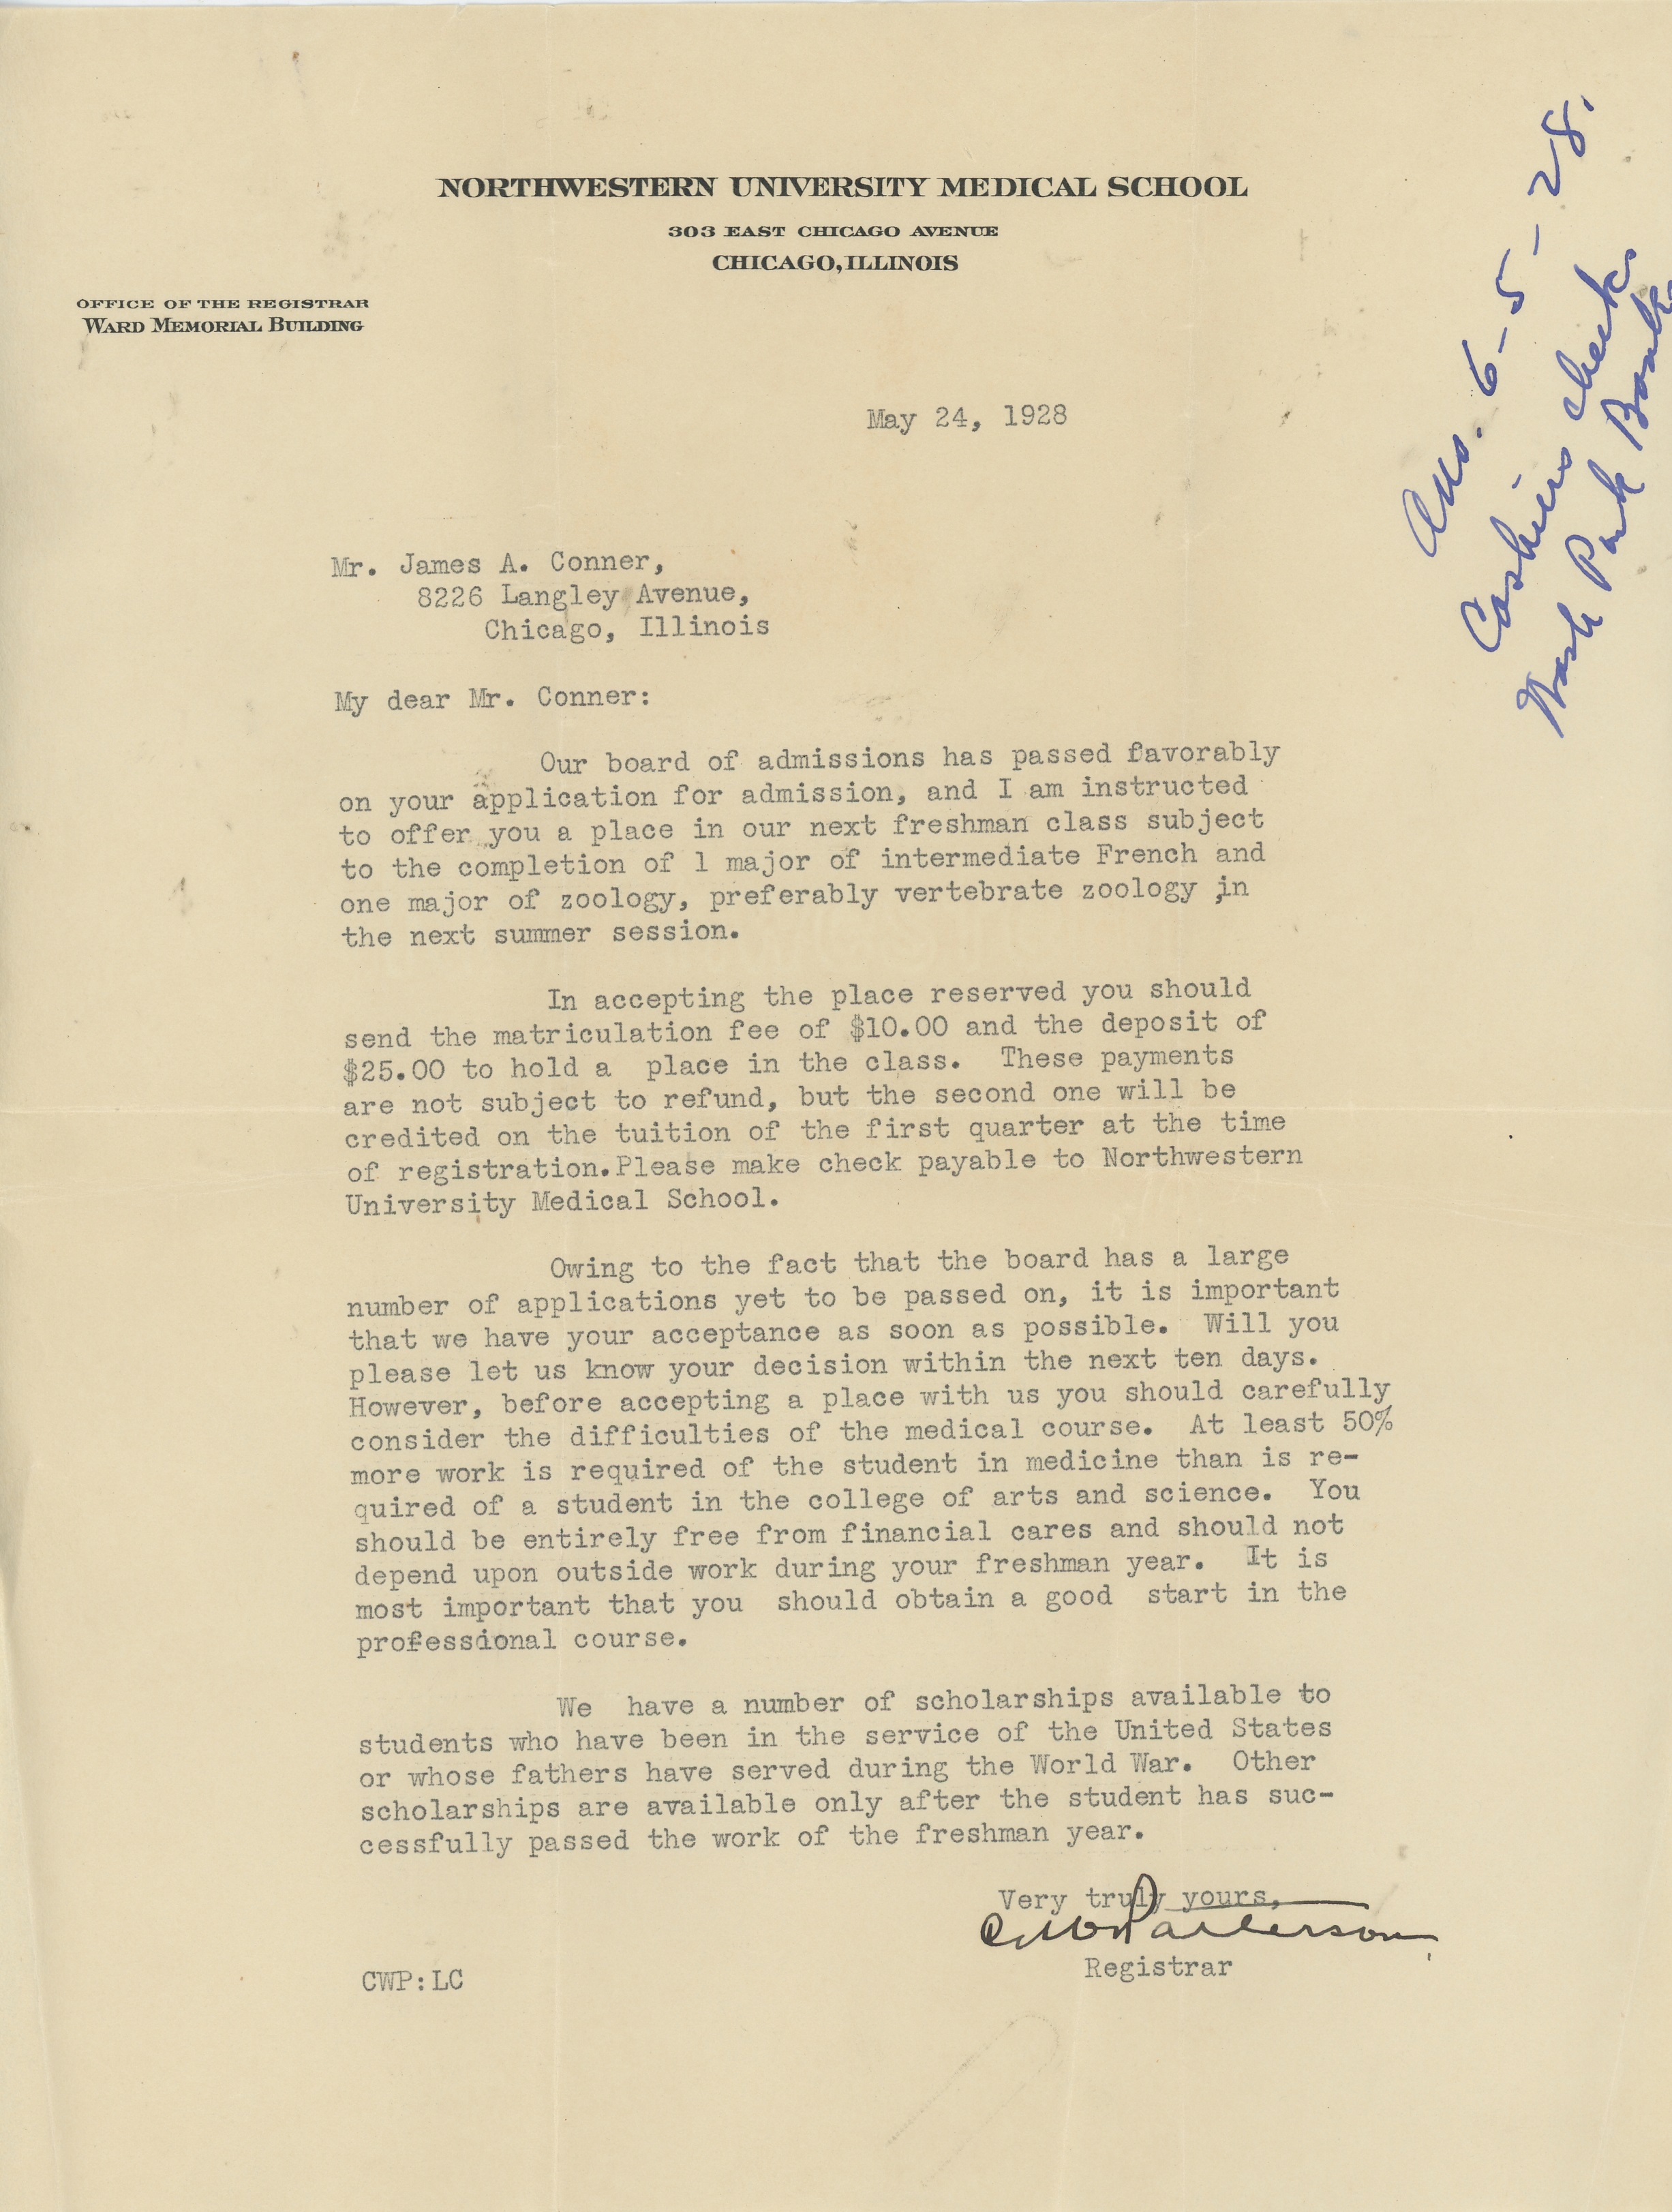 NORTHWESTERN UNIVERSITY MEDICAL SCHOOL
303 EAST CHICAGO AVENUE
CHICAGO, ILLINOIS
OFFICE OF THE REGISTRAR
WARD MEMORIAL BUILDING
Ans. 6-5-28.
Cashiers checks
Wash Park Bank
May 24, 1928
Mr. James A. Conner,
8226 Langley Avenue,
Chicago, Illinois
My dear Mr. Conner:
Our board of admissions has passed favorably
on your application for admission, and I am instructed
to offer you a place in our next freshman class subject
to the completion of 1 major of intermediate French and
one major of zoology, preferably vertebrate zoology ,in
the next summer session.
In accepting the place reserved you should
send the matriculation fee of $10.00 and the deposit of
$25.00 to hold a place in the class. These payments
are not subject to refund, but the second one will be
credited on the tuition of the first quarter at the time
of registration.Please make check payable to Northwestern
University Medical School.
Owing to the fact that the board has a large
number of applications yet to be passed on, it is important
that we have your acceptance as soon as possible. Will you
please let us know your decision within the next ten days.
However, before accepting a place with us you should carefully
consider the difficulties of the medical course. At least 50%
more work is required of the student in medicine than is re-
quired of a student in the college of arts and science. You
should be entirely free from financial cares and should not
depend upon outside work during your freshman year. It is
most important that you should obtain a good start in the
professional course.
We have a number of scholarships available to
students who have been in the service of the United States
or whose fathers have served during the World War. Other
scholarships are available only after the student has suc-
cessfully passed the work of the freshman year.
Very truly yours,
C.W. Patterson
Registrar
CWP:LC